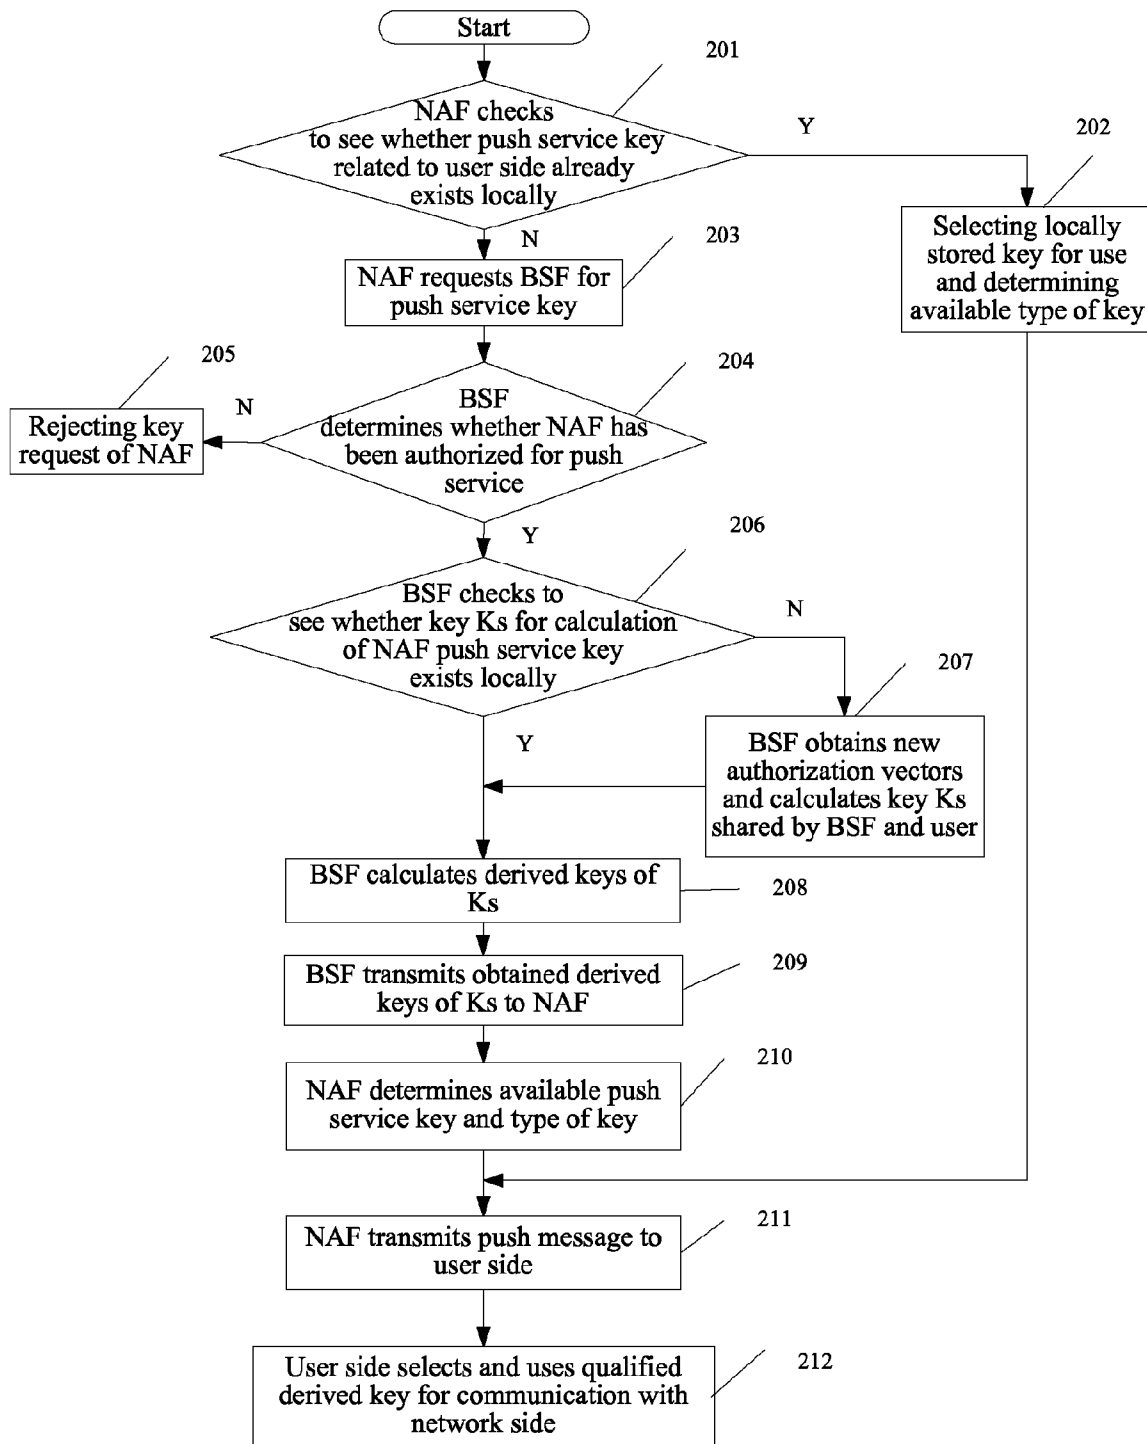 Start
201
NAF checks
to see whether push service key
related to user side already
exists locally
Y
202
Selecting locally
stored key for use
and determining
available type of key
N
203
NAF requests BSF for
push service key
204
205
N
Rejecting key
request of NAF
BSF
determines whether NAF has
been authorized for push
service
Y
206
BSF checks to
see whether key Ks for calculation
of NAF push service key
exists locally
N
207
Y
BSF obtains new
authorization vectors
and calculates key Ks
shared by BSF and user
BSF calculates derived keys of
Ks
208
BSF transmits obtained derived
keys of Ks to NAF
209
210
NAF determines available push
service key and type of key
211
NAF transmits push message to
user side
212
User side selects and uses qualified
derived key for communication with
network side